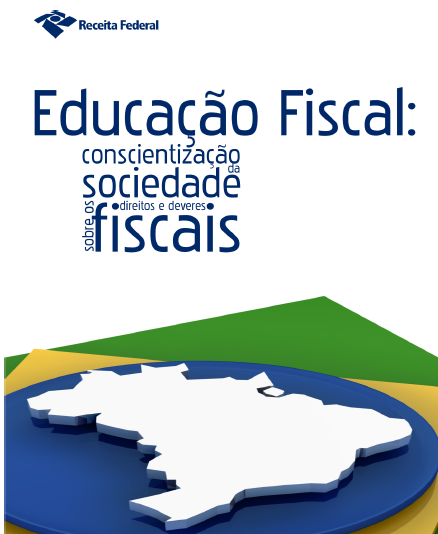 Receita Federal
Educação Fiscal:
conscientização
da
sociedade
sobre os
direitos e deveres
fiscais